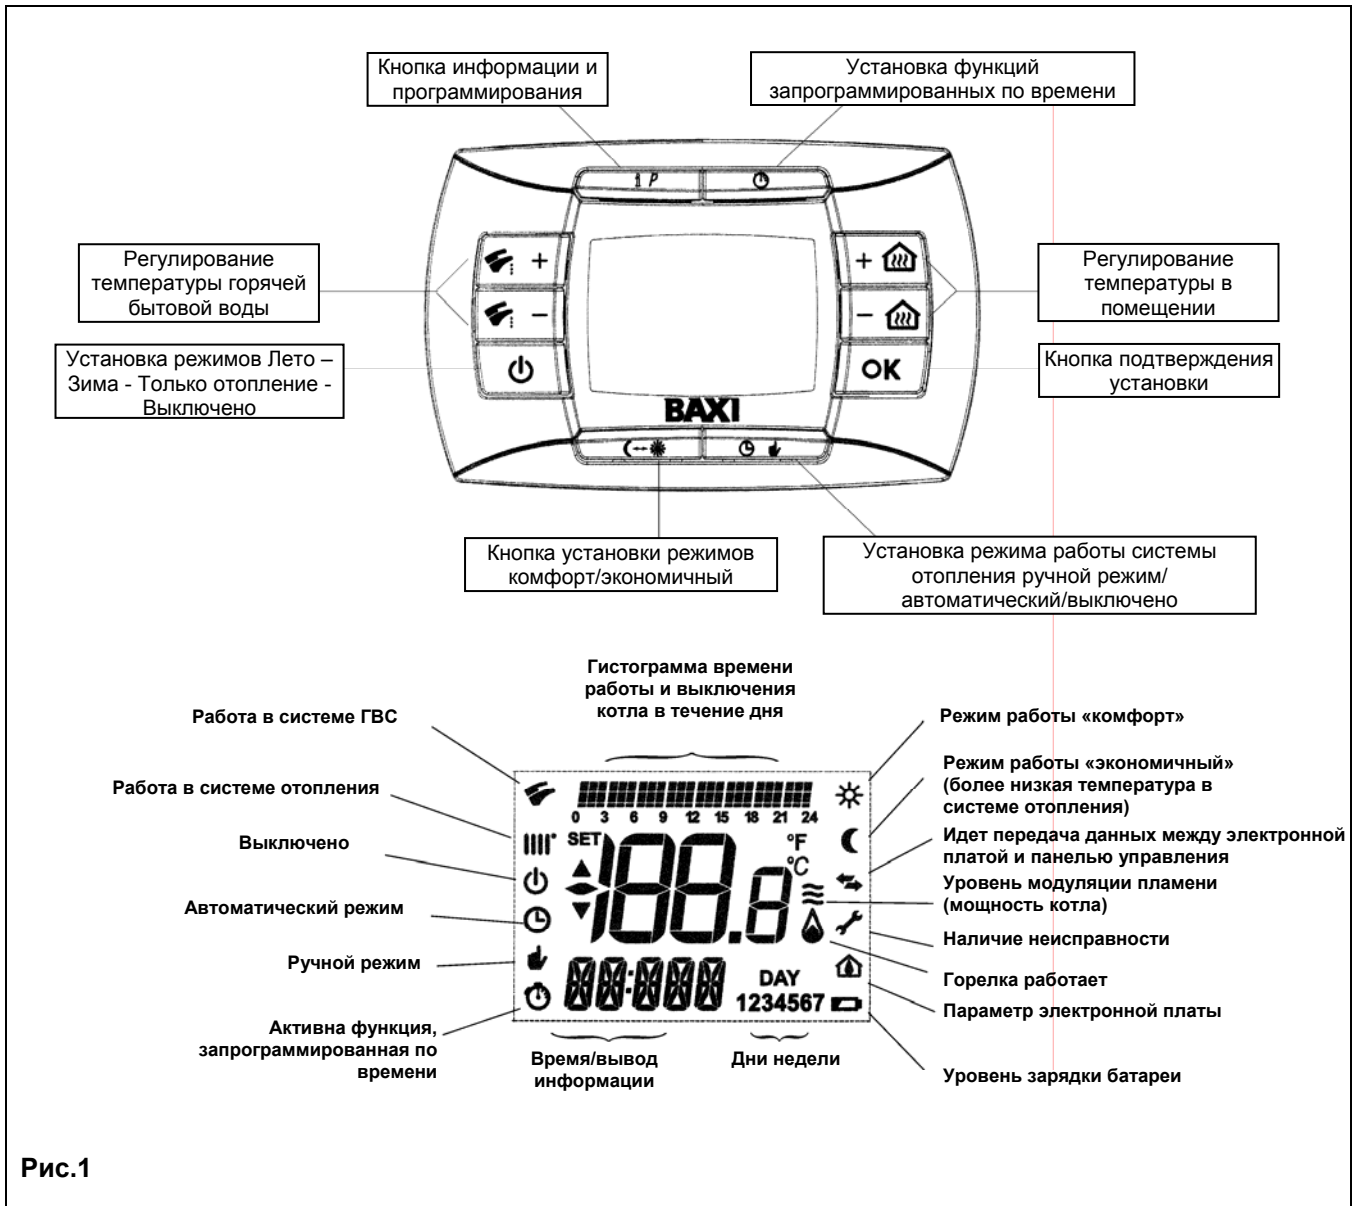 Кнопка информации и
программирования
Установка функций
запрограммированных по времени
i P
Регулирование
температуры горячей
бытовой воды
+
+
Регулирование
температуры в
помещении
-
-
Установка режимов Лето –
Зима - Только отопление -
Выключено
OK
Кнопка подтверждения
установки
BAXI
Кнопка установки режимов
комфорт/экономичный
Установка режима работы системы
отопления ручной режим/
автоматический/выключено
Гистограмма времени
работы и выключения
котла в течение дня
Работа в системе ГВС
Работа в системе отопления
Выключено
Автоматический режим
Ручной режим
Активна функция,
запрограммированная по
времени
0 3 6 9 12 15 18 21 24
SET
188.8
°F
°C
DAY
1234567
Время/вывод
информации
Дни недели
Режим работы «комфорт»
Режим работы «экономичный»
(более низкая температура в
системе отопления)
Идет передача данных между электронной
платой и панелью управления
Уровень модуляции пламени
(мощность котла)
Наличие неисправности
Горелка работает
Параметр электронной платы
Уровень зарядки батареи
Рис.1